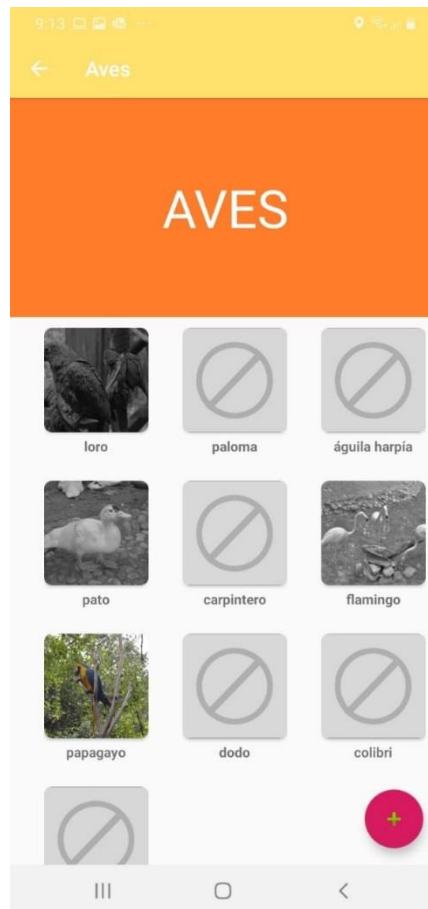 9:13
Aves
AVES
loro
paloma
águila harpía
pato
carpintero
flamingo
papagayo
dodo
colibri
+